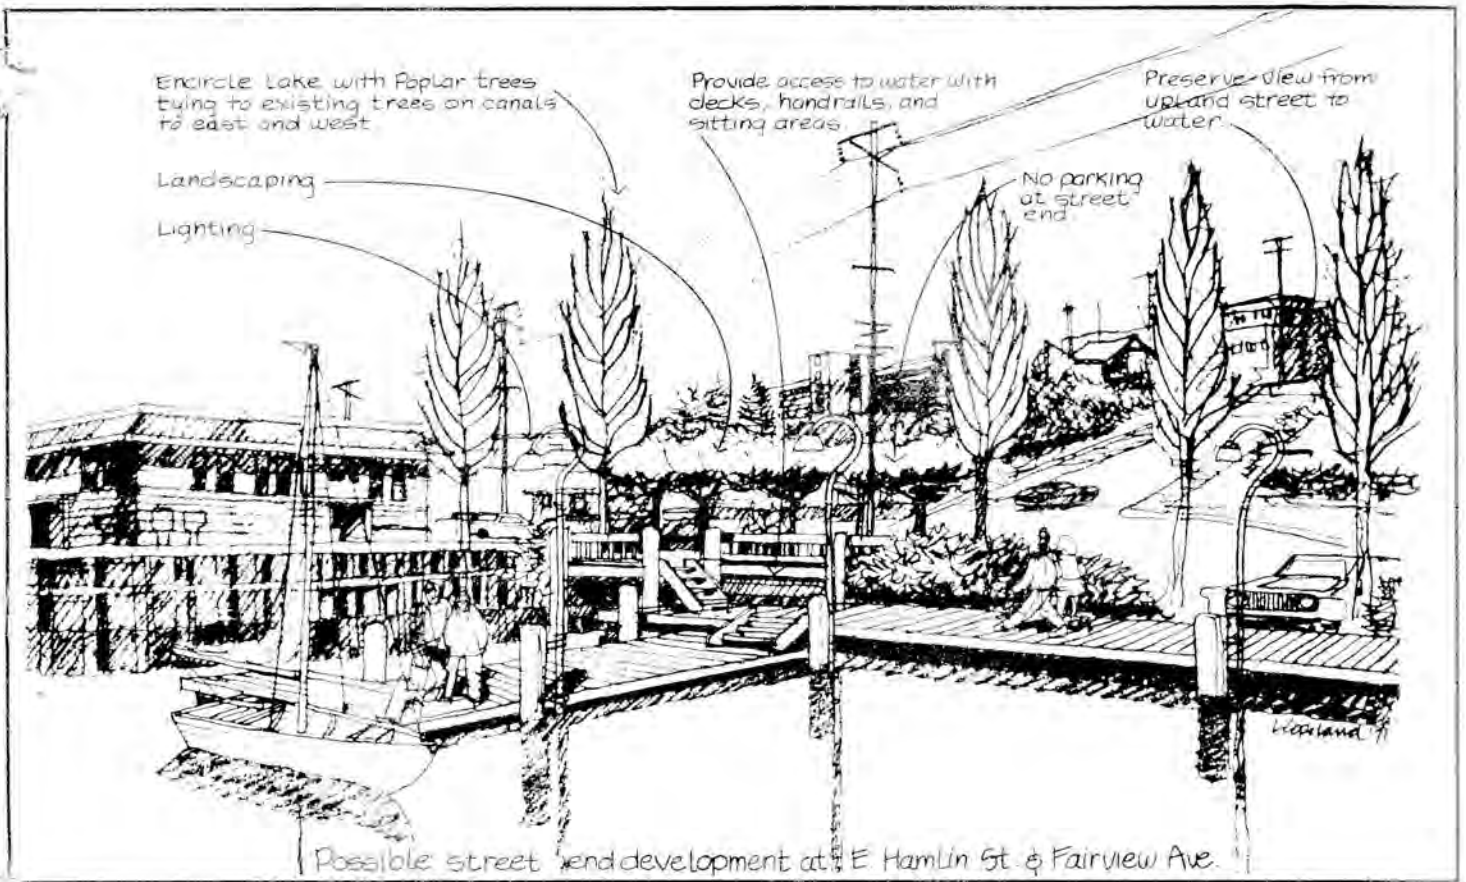 Encircle Lake with Poplar trees
tying to existing trees on canals
to east and west
Landscaping
Lighting
Provide access to water with
decks, handrails, and
sitting areas.
No parking
at street
end.
Preserve view from
upland street to
water.
'71
Possible street end development at E Hamlin St. & Fairview Ave.